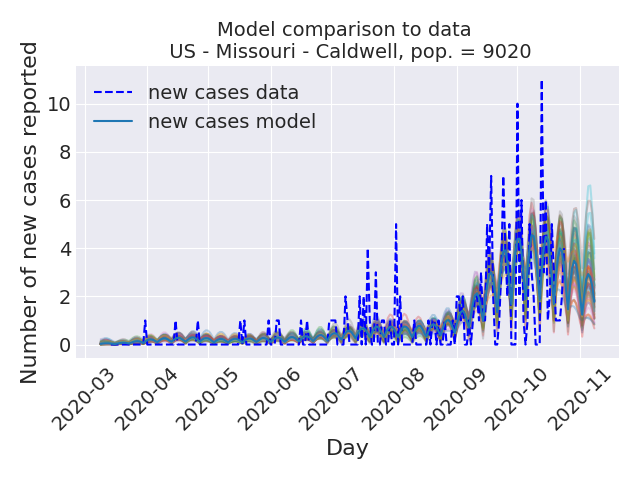 Model comparison to data
US - Missouri - Caldwell, pop. = 9020
Number of new cases reported
10
8
6
4
2
0
new cases data
new cases model
2020-03
2020-04
2020-05
2020-06
2020-07
2020-08
2020-09
2020-10
2020-11
Day